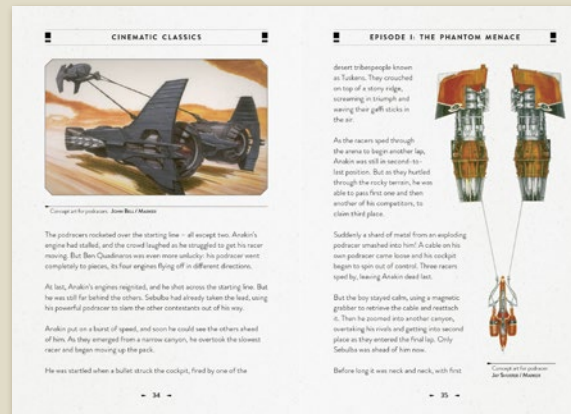 CINEMATIC CLASSICS
Concept art for podracers JOHN BELL / MARKER
The podracers rocketed over the starting line – all except two. Anakin's
engine had stalled, and the crowd laughed as he struggled to get his racer
moving. But Ben Quadinaros was even more unlucky: his podracer went
completely to pieces, its four engines flying off in different directions.
At last, Anakin's engines reignited, and he shot across the starting line. But
he was still far behind the others. Sebulba had already taken the lead, using
his powerful podracer to slam the other contestants out of his way.
Anakin put on a burst of speed, and soon he could see the others ahead
of him. As they emerged from a narrow canyon, he overtook the slowest
racer and began moving up the pack.
He was startled when a bullet struck the cockpit, fired by one of the
34
EPISODE I: THE PHANTOM MENACE
desert tribespeople known
as Tuskens. They crouched
on top of a stony ridge,
screaming in triumph and
waving their gaffi sticks in
the air.
As the racers sped through
the arena to begin another lap,
Anakin was still in second-to-
last position. But as they hurtled
through the rocky terrain, he was
able to pass first one and then
another of his competitors, to
claim third place.
Suddenly a shard of metal from an exploding
podracer smashed into him! A cable on his
own podracer came loose and his cockpit
began to spin out of control. Three racers
sped by, leaving Anakin dead last.
But the boy stayed calm, using a magnetic
grabber to retrieve the cable and reattach
it. Then he zoomed into another canyon,
overtaking his rivals and getting into second
place as they entered the final lap. Only
Sebulba was ahead of him now.
Before long it was neck and neck, with first
Concept art for podracer
JAY SHUSTER / MARKER
35